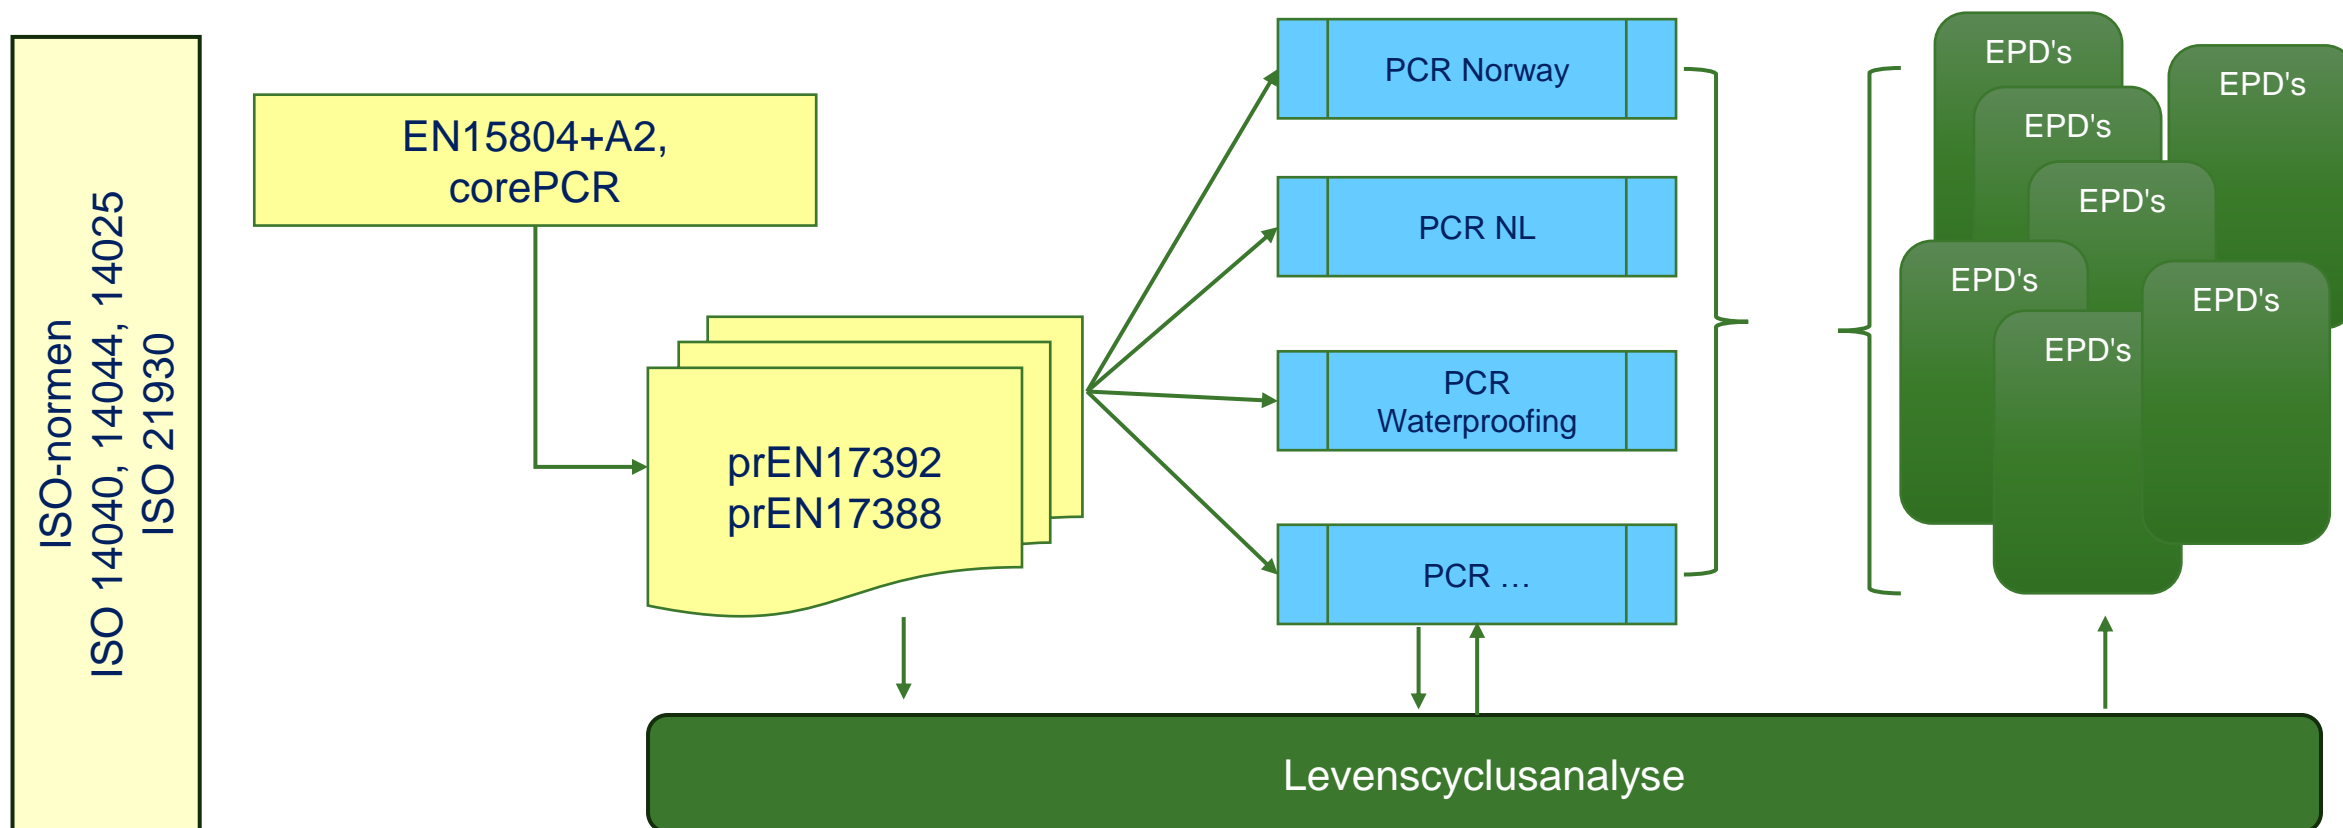 ISO-normen
ISO 14040, 14044, 14025
ISO 21930
EN15804+A2,
corePCR
prEN17392
prEN17388
PCR Norway
PCR NL
PCR
Waterproofing
PCR …
EPD's
EPD's
EPD's
EPD's
EPD's
EPD's
EPD's
Levenscyclusanalyse